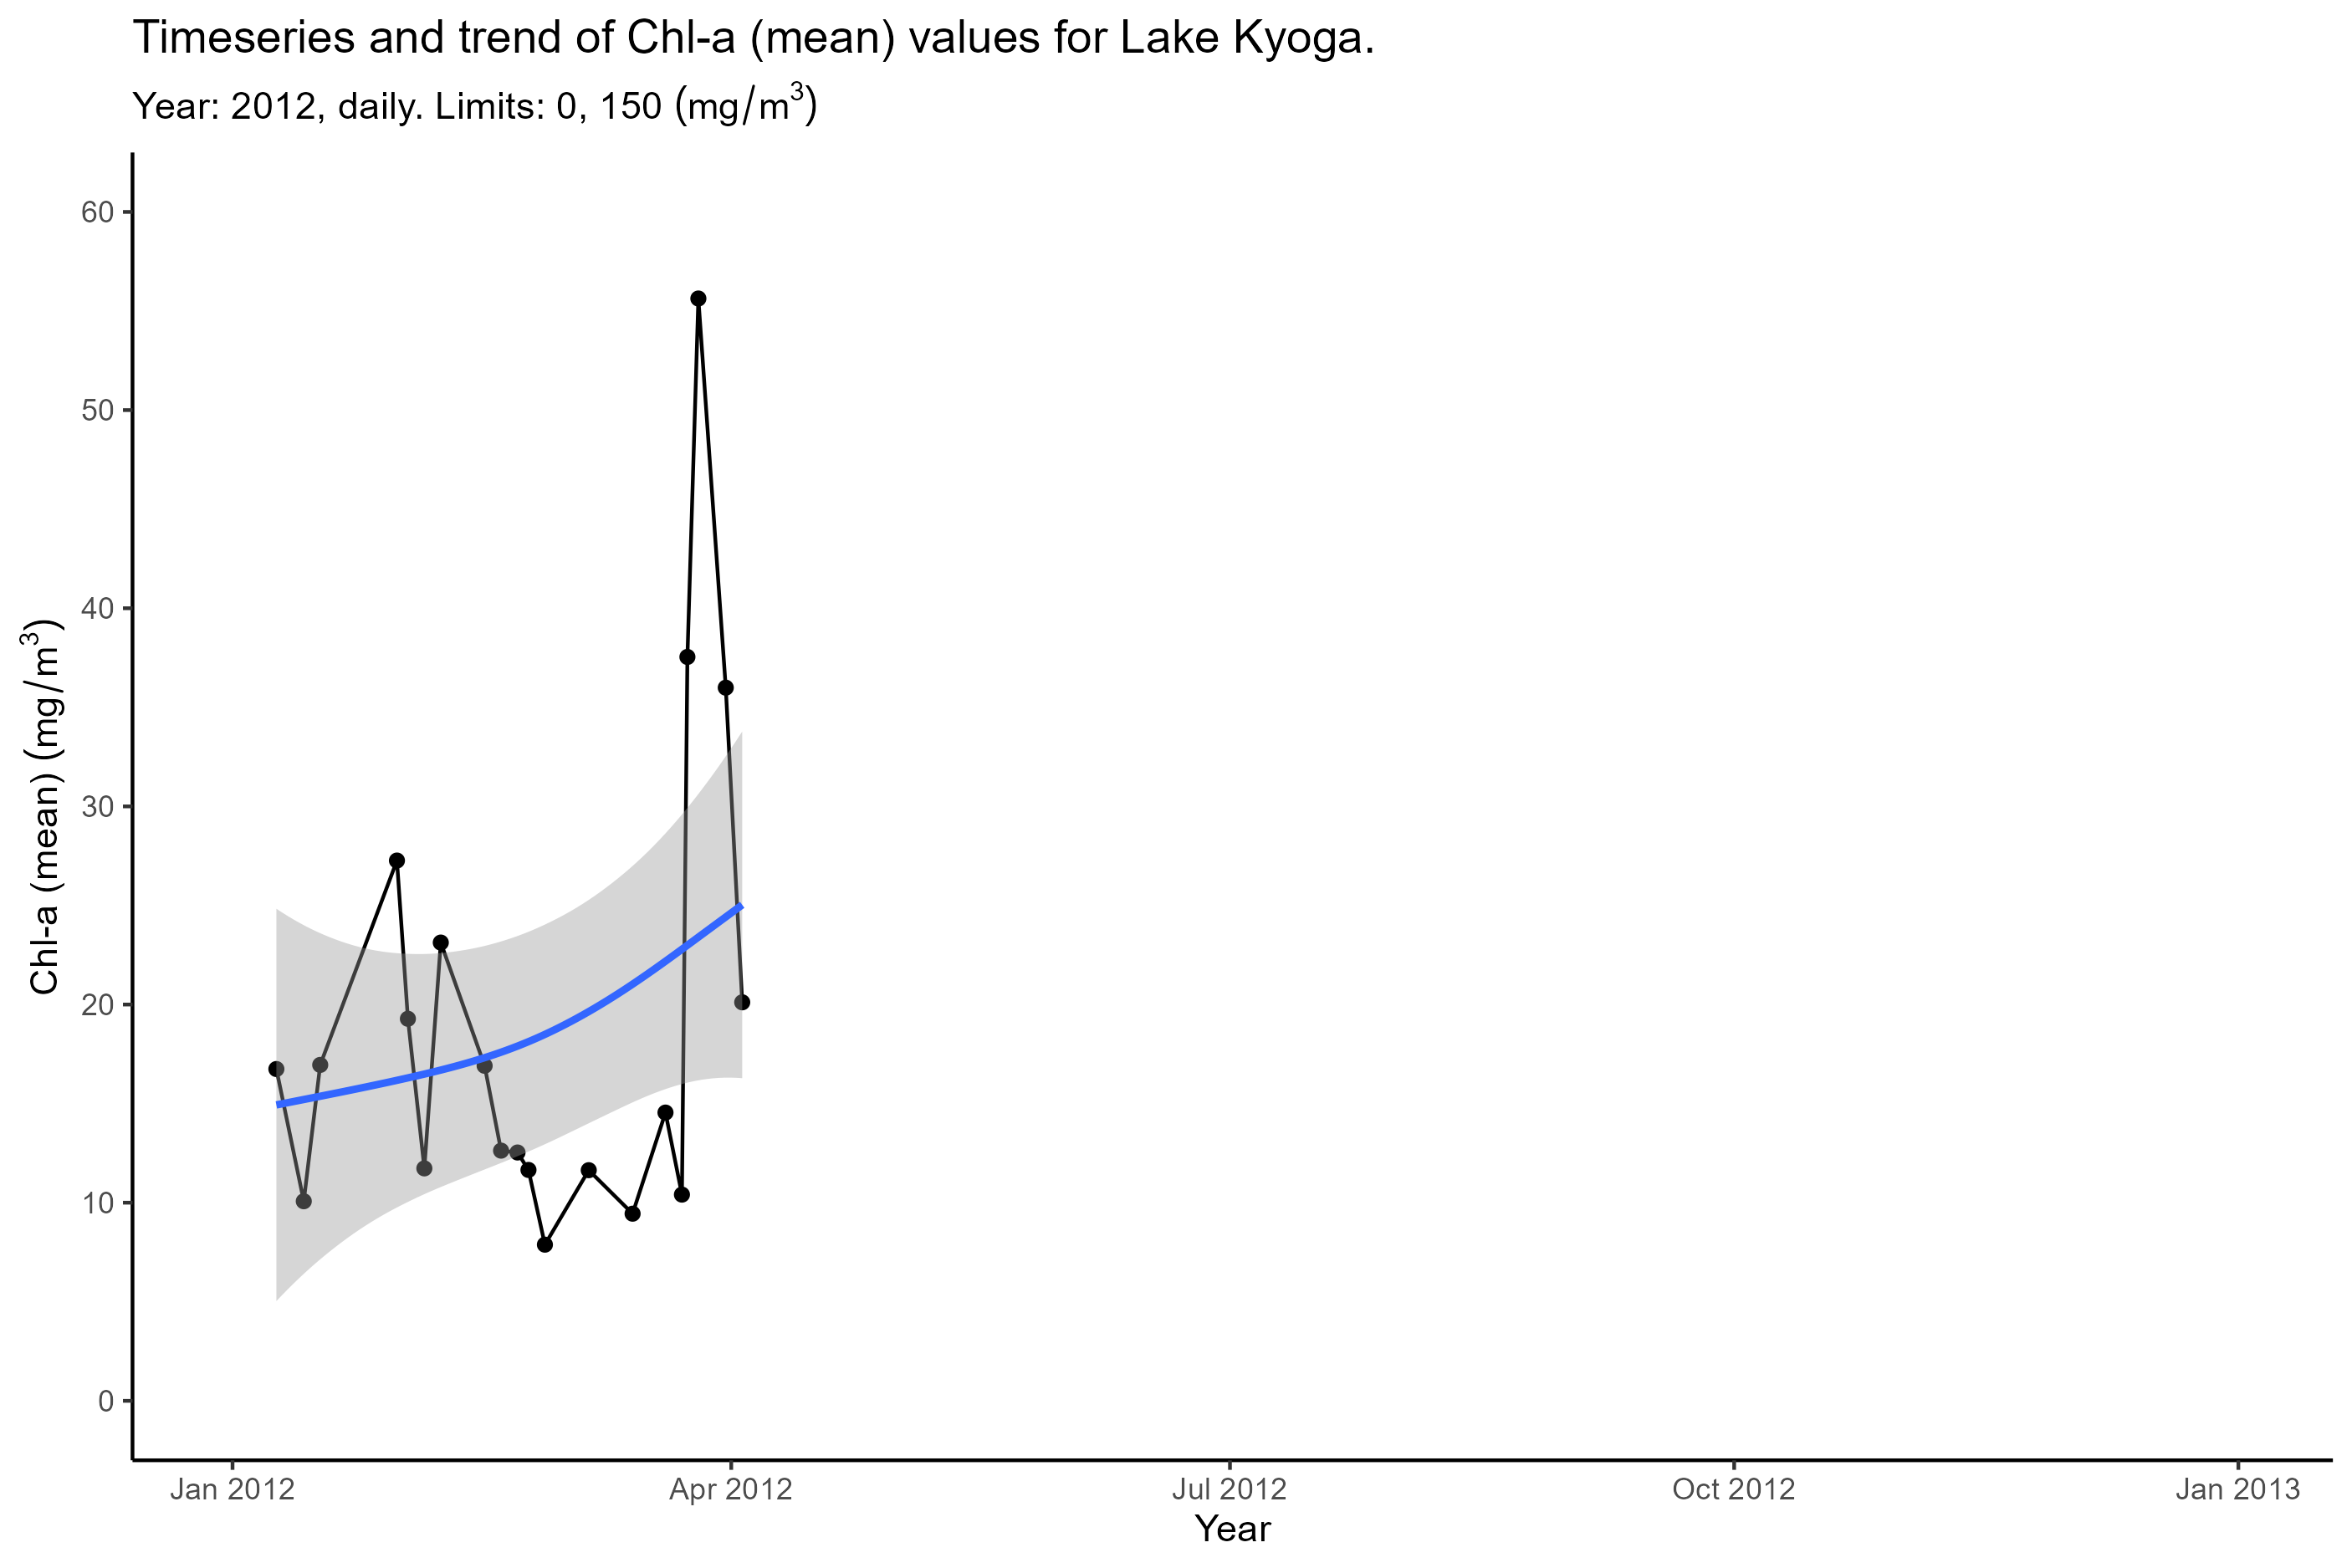 Timeseries and trend of Chl-a (mean) values for Lake Kyoga.
Year: 2012, daily. Limits: 0, 150 (mg/m³)
60
50
40
30
20
10
0
Chl-a (mean) (mg/m³)
Jan 2012 Apr 2012 Jul 2012 Oct 2012 Jan 2013
Year